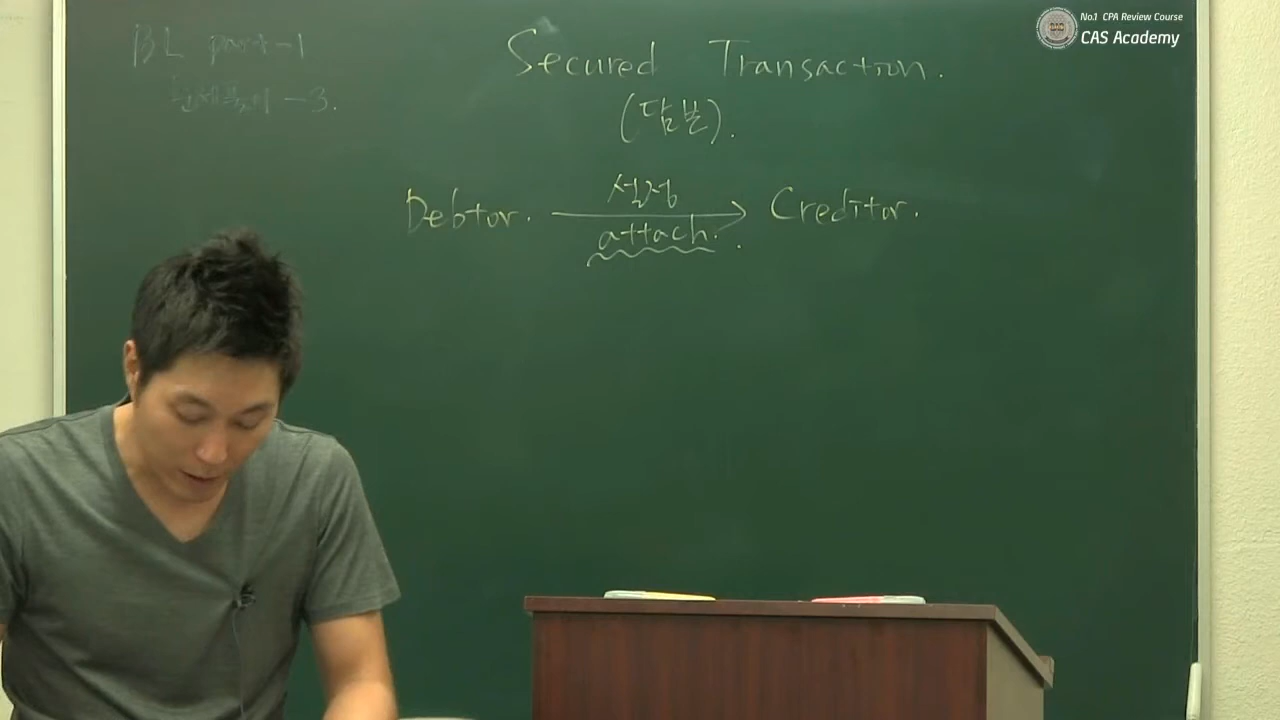 No.1 CPA Review Course
CAS Academy
BL part-1
-3.
Secured Transaction.
(담보).
Debtor. 설정 Creditor.
attach.